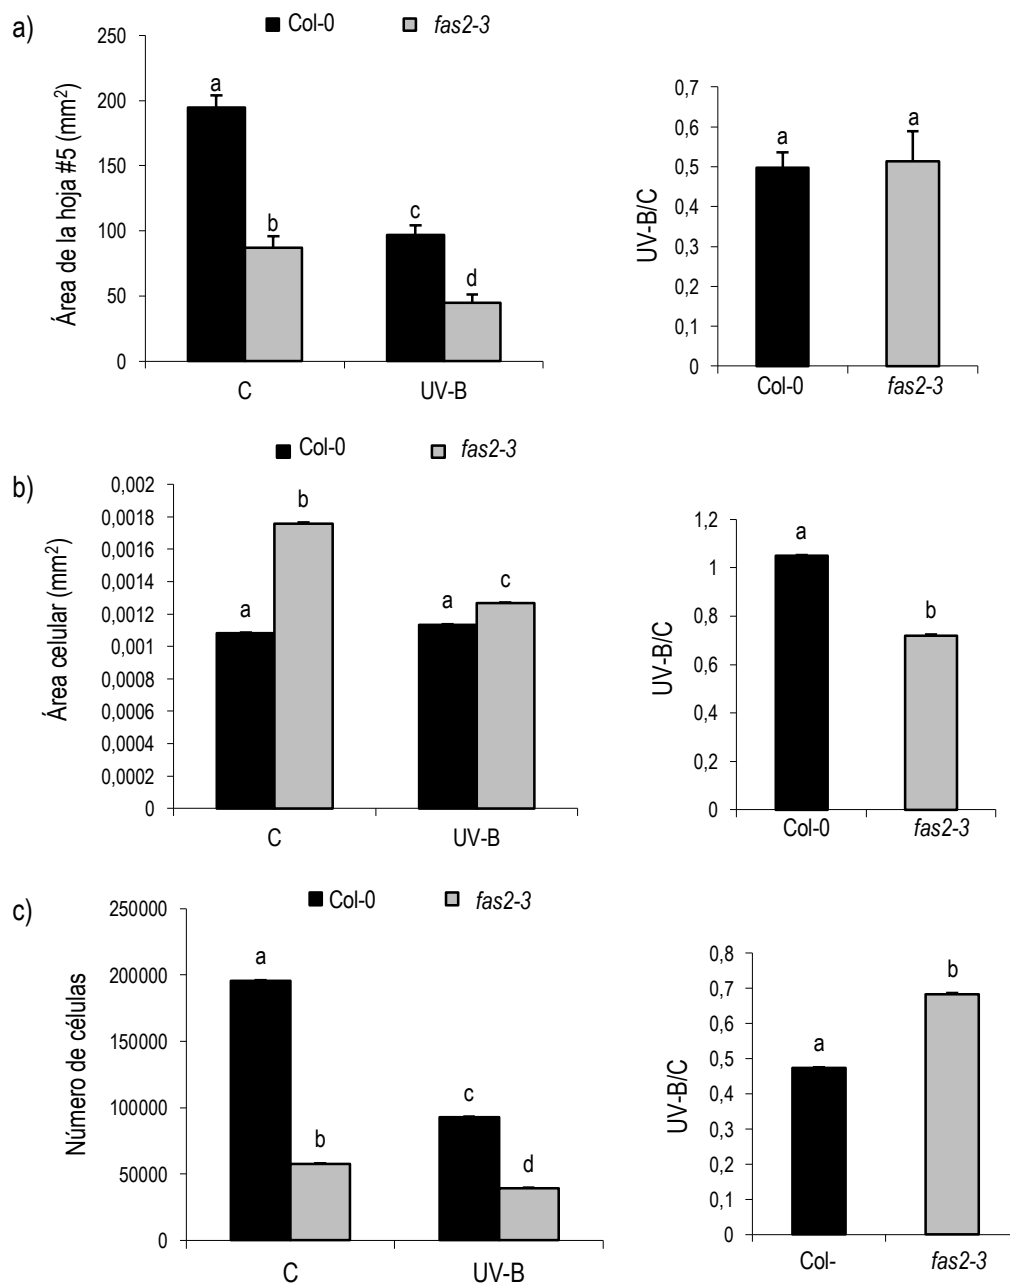 a)
Col-0 fas2-3
Área de la hoja #5 (mm²)
250
200
150
100
50
0
a
b
c
d
C UV-B
UV-B/C
0,7
0,6
0,5
0,4
0,3
0,2
0,1
0
a a
Col-0 fas2-3
b)
Col-0 fas2-3
Área celular (mm²)
0,002
0,0018
0,0016
0,0014
0,0012
0,001
0,0008
0,0006
0,0004
0,0002
0
a
b
a
c
C UV-B
UV-B/C
1,2
1
0,8
0,6
0,4
0,2
0
a
b
Col-0 fas2-3
c)
Col-0 fas2-3
Número de células
250000
200000
150000
100000
50000
0
a
b
c
d
C UV-B
UV-B/C
0,8
0,7
0,6
0,5
0,4
0,3
0,2
0,1
0
a
b
Col- fas2-3